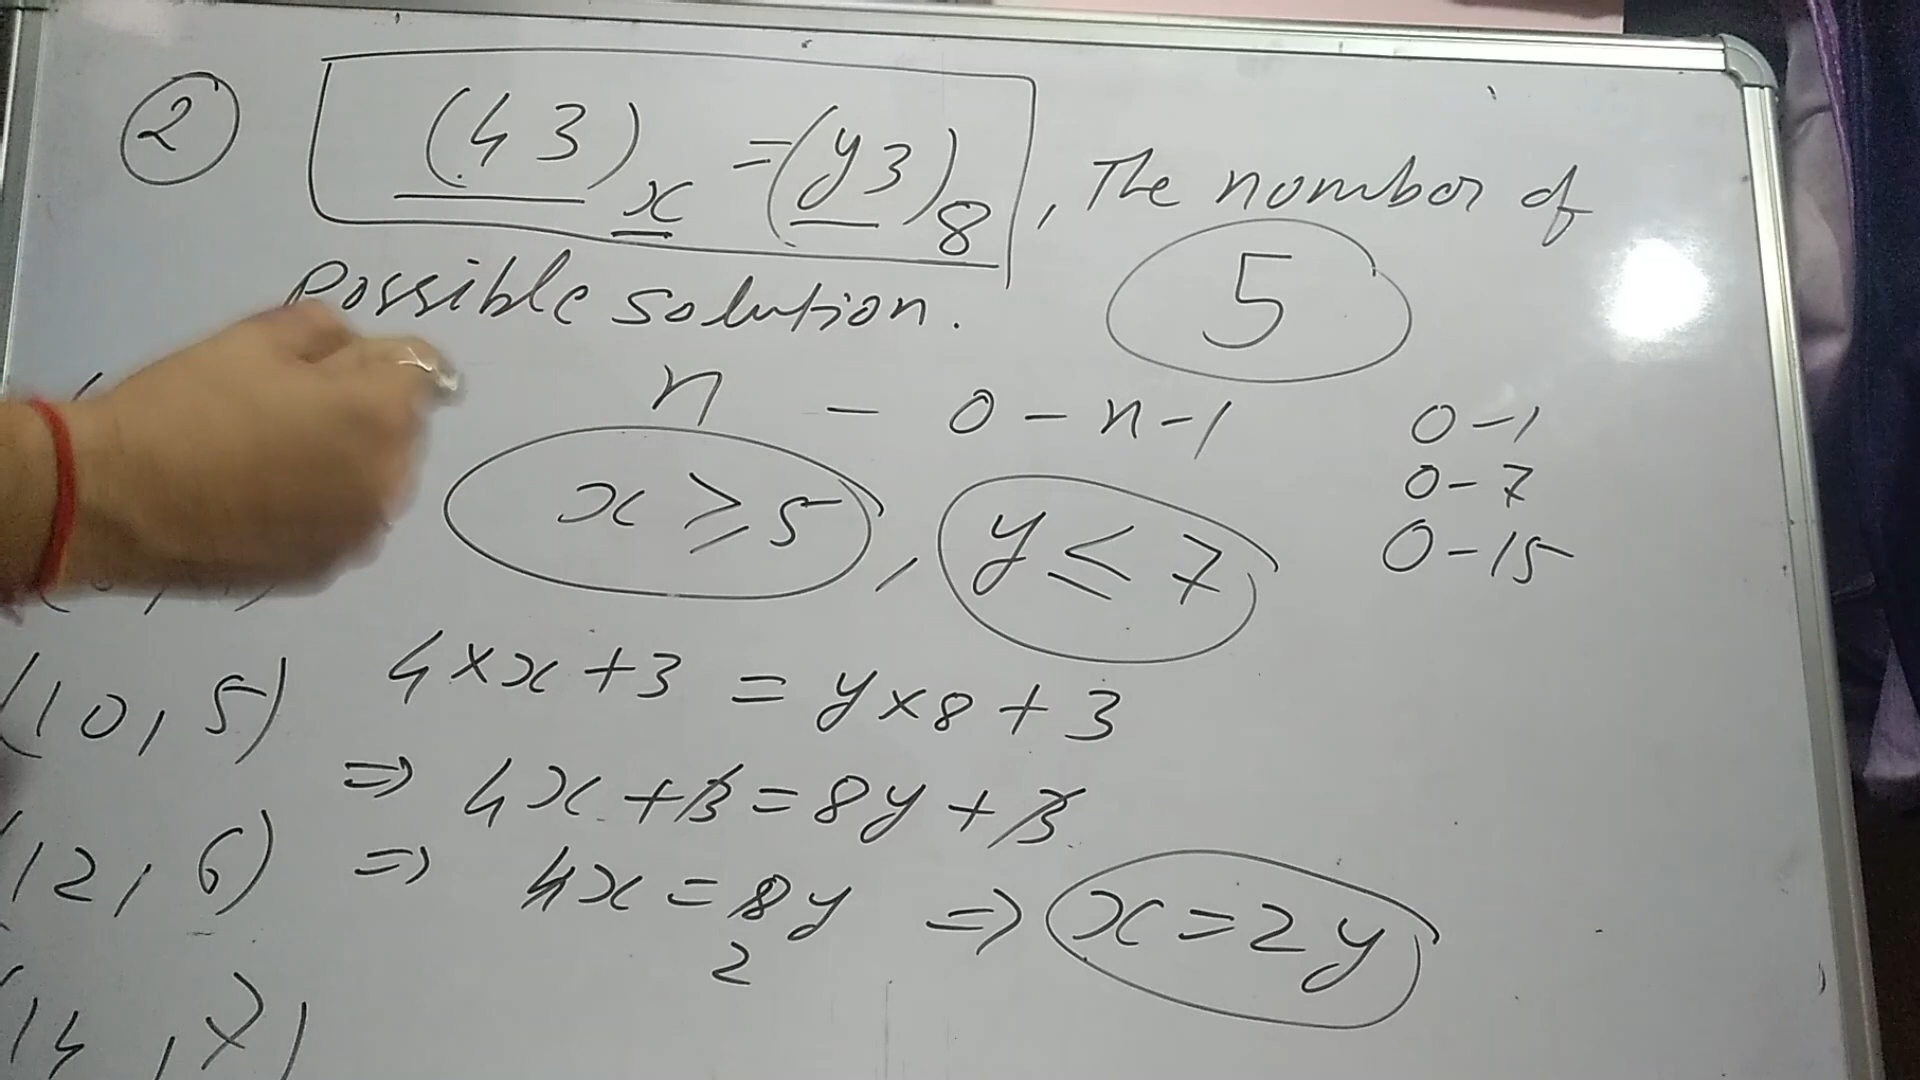 ② (43)x = (y3)8, The number of
possible solution. 5
n - 0 - n-1
0-1
0-7
0-15
x ≥ 5, y ≤ 7
4×x+3 = y×8+3
(10, 5)
⇒ 4x+3=8y+3
(12, 6)
⇒ 4x=8y ⇒ x=2y
2
(14, 7)